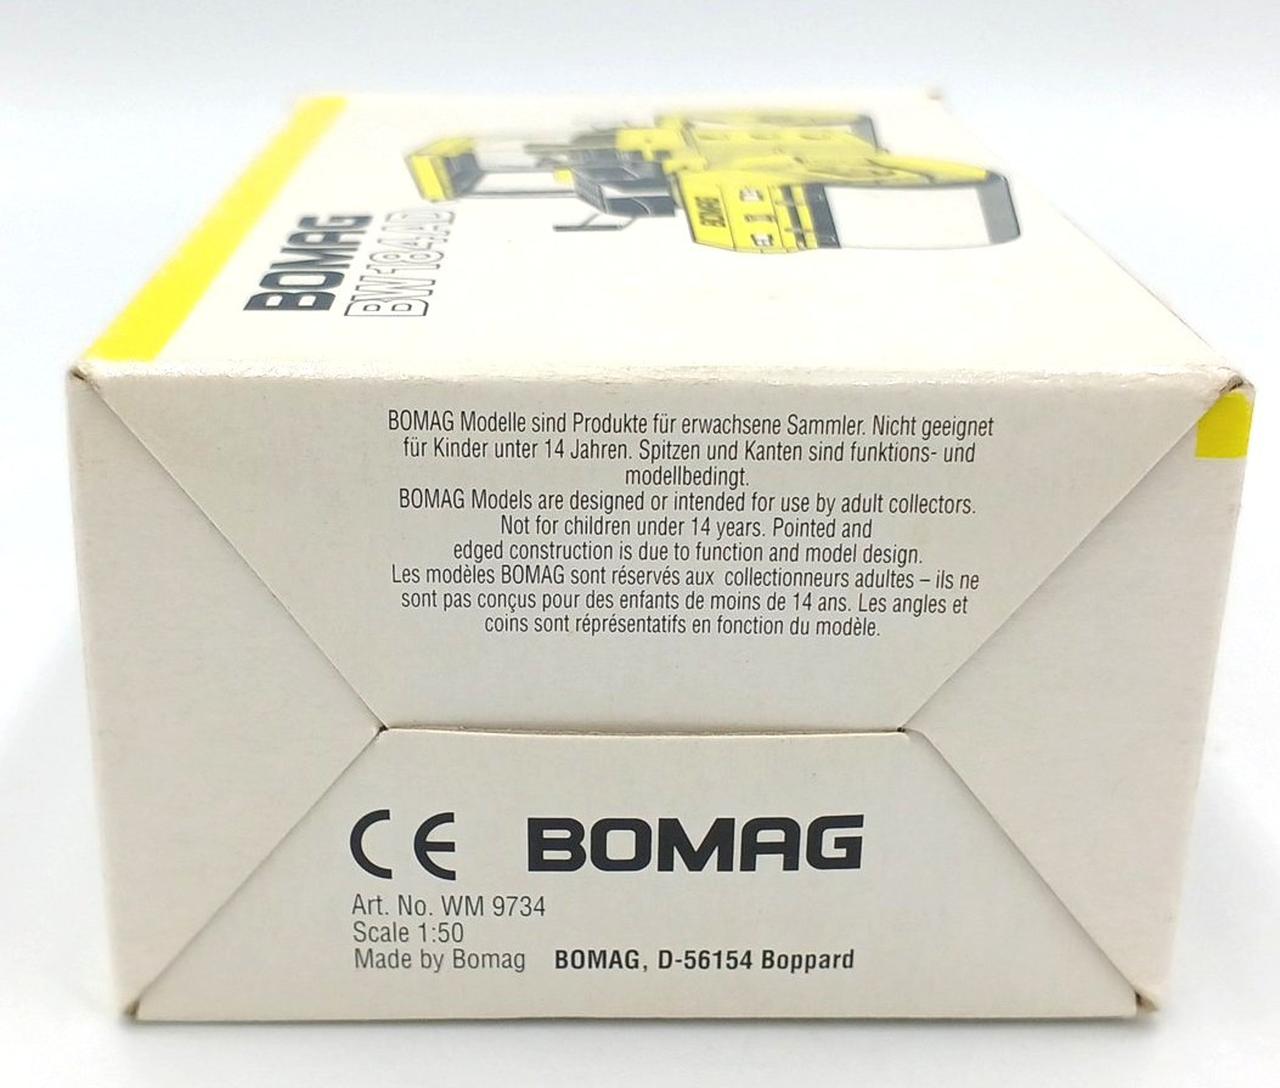 BOMAG
BW184AD
BOMAG
BOMAG Modelle sind Produkte für erwachsene Sammler. Nicht geeignet
für Kinder unter 14 Jahren. Spitzen und Kanten sind funktions- und
modellbedingt.
BOMAG Models are designed or intended for use by adult collectors.
Not for children under 14 years. Pointed and
edged construction is due to function and model design.
Les modèles BOMAG sont réservés aux collectionneurs adultes – ils ne
sont pas conçus pour des enfants de moins de 14 ans. Les angles et
coins sont réprésentatifs en fonction du modèle.
CE BOMAG
Art. No. WM 9734
Scale 1:50
Made by Bomag BOMAG, D-56154 Boppard